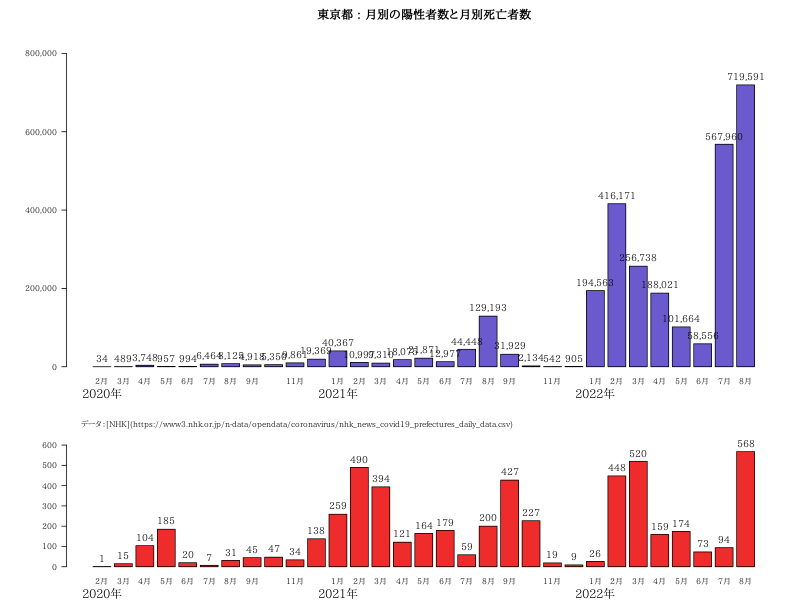 東京都：月別の陽性者数と月別死亡者数
800,000
600,000
400,000
200,000
0
34 489 3,748 957 994 6,464 8,125 4,915 5,350 9,861 19,369 40,367 10,997 18,075 21,871 12,977 44,448 129,193 31,929 2,134 542 905 194,563 416,171 256,738 188,021 101,664 58,556 567,960 719,591
2月 3月 4月 5月 6月 7月 8月 9月 11月 1月 2月 3月 4月 5月 6月 7月 8月 9月 11月 1月 2月 3月 4月 5月 6月 7月 8月
2020年 2021年 2022年
データ：[NHK](https://www3.nhk.or.jp/n-data/opendata/coronavirus/nhk_news_covid19_prefectures_daily_data.csv)
600
500
400
300
200
100
0
1 15 104 185 20 7 31 45 47 34 138 259 490 394 121 164 179 59 200 427 227 19 9 26 448 520 159 174 73 94 568
2月 3月 4月 5月 6月 7月 8月 9月 11月 1月 2月 3月 4月 5月 6月 7月 8月 9月 11月 1月 2月 3月 4月 5月 6月 7月 8月
2020年 2021年 2022年